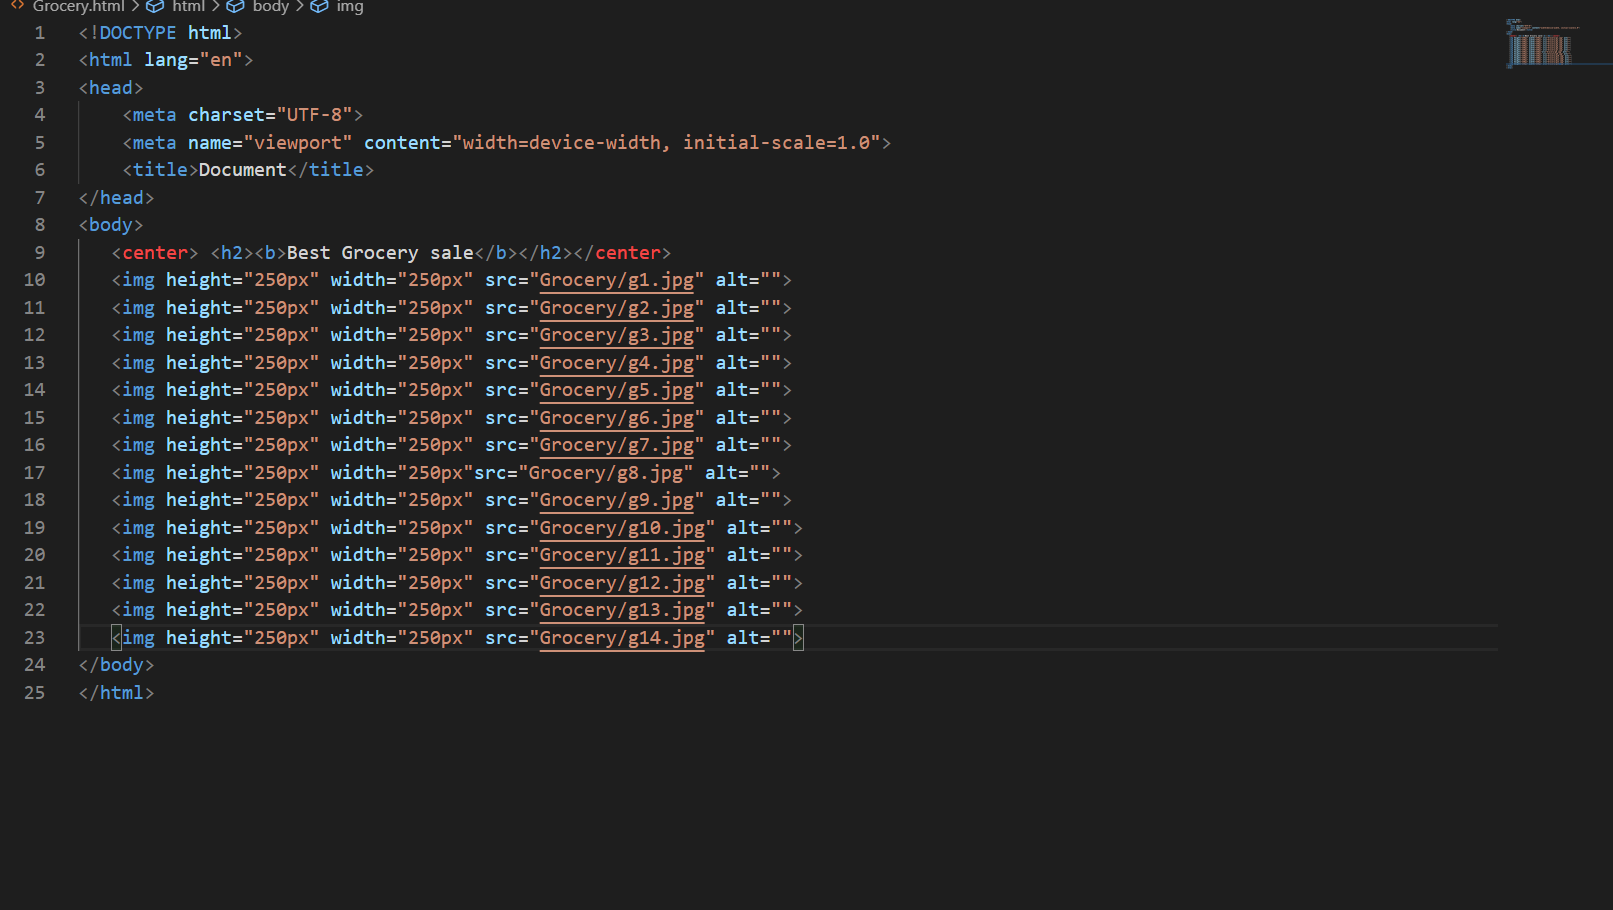 Grocery.html > html > body > img
1 <!DOCTYPE html>
2 <html lang="en">
3 <head>
4 <meta charset="UTF-8">
5 <meta name="viewport" content="width=device-width, initial-scale=1.0">
6 <title>Document</title>
7 </head>
8 <body>
9 <center> <h2><b>Best Grocery sale</b></h2></center>
10 <img height="250px" width="250px" src="Grocery/g1.jpg" alt="">
11 <img height="250px" width="250px" src="Grocery/g2.jpg" alt="">
12 <img height="250px" width="250px" src="Grocery/g3.jpg" alt="">
13 <img height="250px" width="250px" src="Grocery/g4.jpg" alt="">
14 <img height="250px" width="250px" src="Grocery/g5.jpg" alt="">
15 <img height="250px" width="250px" src="Grocery/g6.jpg" alt="">
16 <img height="250px" width="250px" src="Grocery/g7.jpg" alt="">
17 <img height="250px" width="250px"src="Grocery/g8.jpg" alt="">
18 <img height="250px" width="250px" src="Grocery/g9.jpg" alt="">
19 <img height="250px" width="250px" src="Grocery/g10.jpg" alt="">
20 <img height="250px" width="250px" src="Grocery/g11.jpg" alt="">
21 <img height="250px" width="250px" src="Grocery/g12.jpg" alt="">
22 <img height="250px" width="250px" src="Grocery/g13.jpg" alt="">
23 <img height="250px" width="250px" src="Grocery/g14.jpg" alt="">
24 </body>
25 </html>